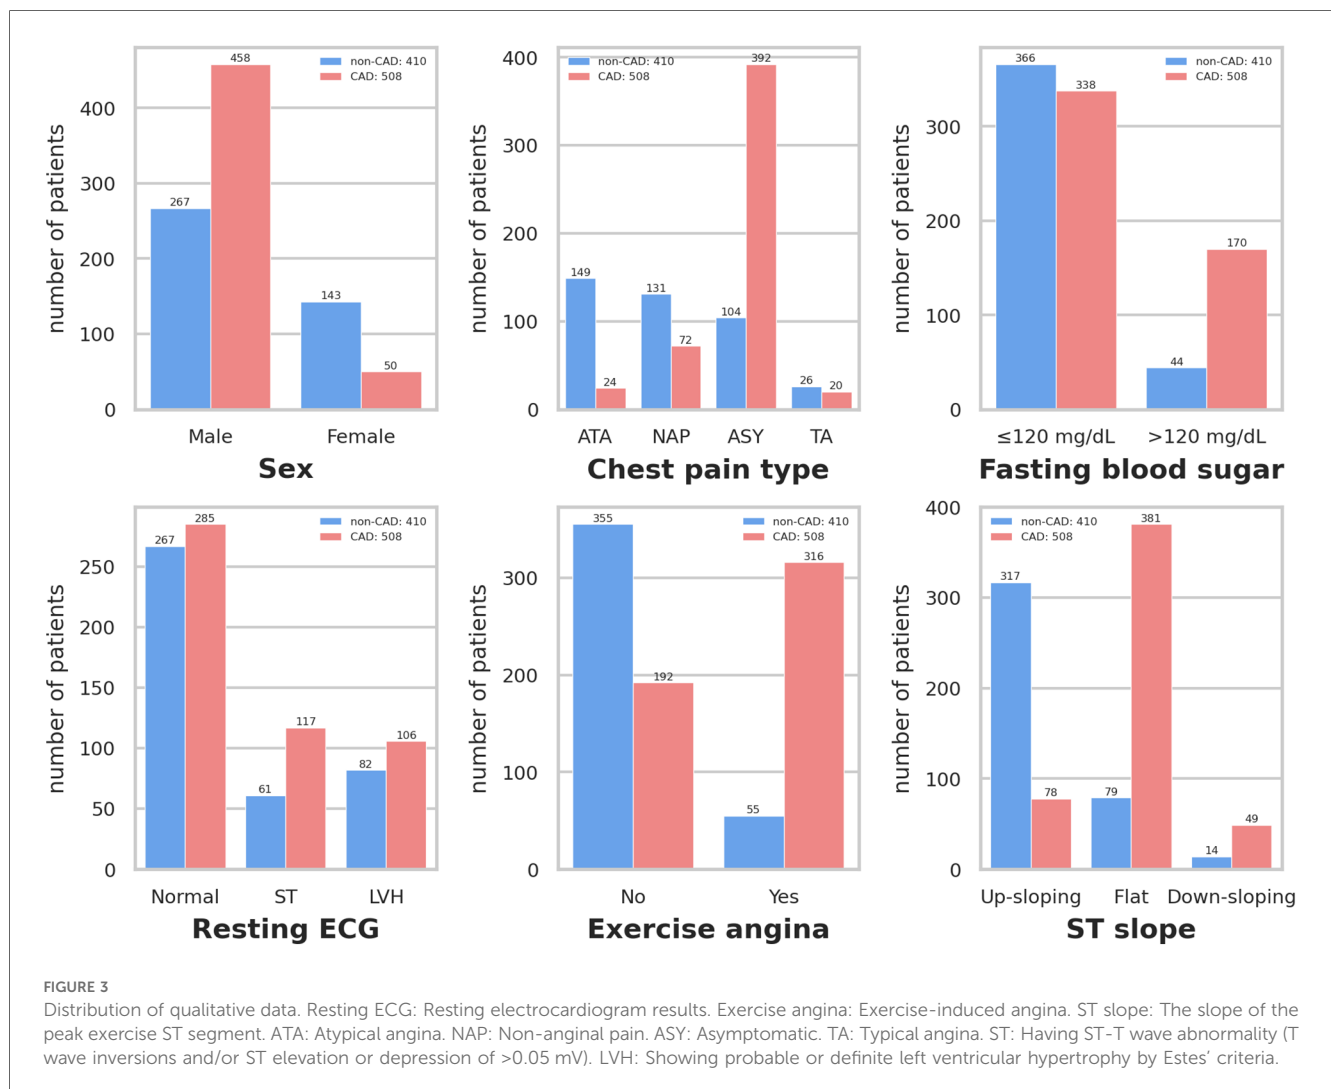 458
267
143
50
non-CAD: 410
CAD: 508
400
300
200
100
0
number of patients
Male Female
Sex
392
149
24
131
72
104
26
20
non-CAD: 410
CAD: 508
400
300
200
100
0
number of patients
ATA NAP ASY TA
Chest pain type
366
338
44
170
non-CAD: 410
CAD: 508
300
200
100
0
number of patients
≤120 mg/dL >120 mg/dL
Fasting blood sugar
267
285
61
117
82
106
non-CAD: 410
CAD: 508
250
200
150
100
50
0
number of patients
Normal ST LVH
Resting ECG
355
192
55
316
non-CAD: 410
CAD: 508
300
200
100
0
number of patients
No Yes
Exercise angina
317
78
79
381
14
49
non-CAD: 410
CAD: 508
400
300
200
100
0
number of patients
Up-sloping Flat Down-sloping
ST slope
FIGURE 3
Distribution of qualitative data. Resting ECG: Resting electrocardiogram results. Exercise angina: Exercise-induced angina. ST slope: The slope of the
peak exercise ST segment. ATA: Atypical angina. NAP: Non-anginal pain. ASY: Asymptomatic. TA: Typical angina. ST: Having ST-T wave abnormality (T
wave inversions and/or ST elevation or depression of >0.05 mV). LVH: Showing probable or definite left ventricular hypertrophy by Estes’ criteria.